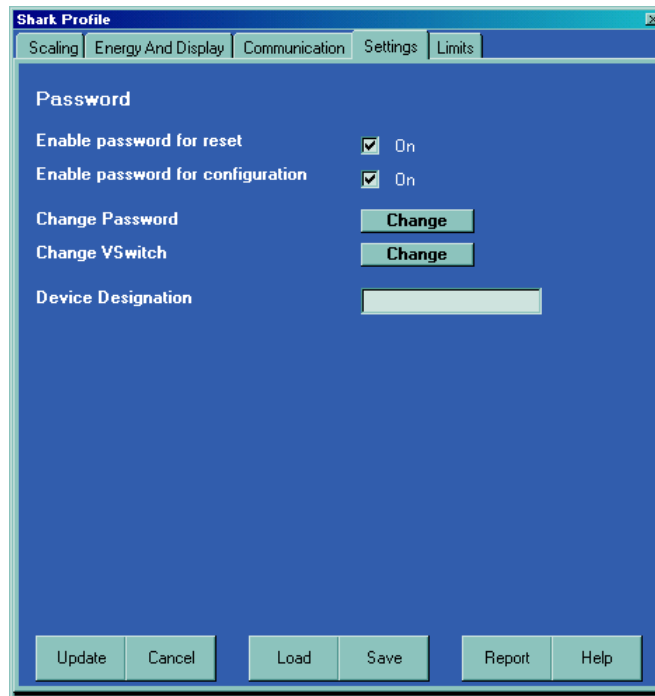 Shark Profile
Scaling Energy And Display Communication Settings Limits
Password
Enable password for reset On
Enable password for configuration On
Change Password Change
Change VSwitch Change
Device Designation
Update Cancel Load Save Report Help